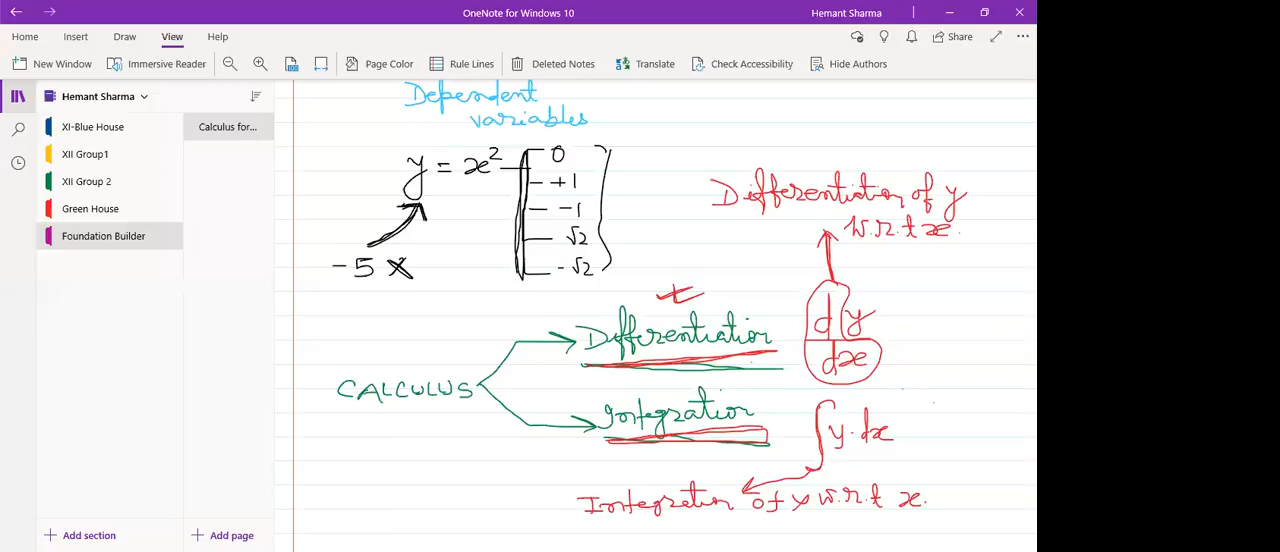 OneNote for Windows 10
Hemant Sharma
Home Insert Draw View Help
Share
New Window Immersive Reader Page Color Rule Lines Deleted Notes Translate Check Accessibility Hide Authors
Hemant Sharma
XI-Blue House
XII Group1
XII Group 2
Green House
Foundation Builder
Calculus for...
Dependent
variables
y = x² 0
+1
-1
√2
-√2
-5 ×
Differentiation of y
w.r.t x.
dy
dx
CALCULUS
Differentiation
Integration
∫ y·dx
Integration of y w.r.t x.
Add section
Add page